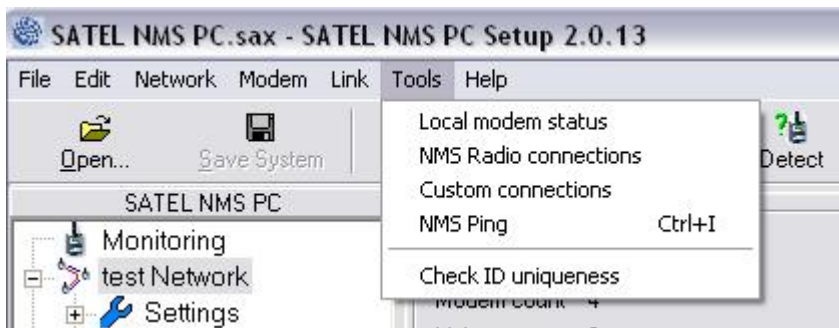 SATEL NMS PC.sax - SATEL NMS PC Setup 2.0.13
File Edit Network Modem Link Tools Help
Open... Save System Detect
Local modem status
NMS Radio connections
Custom connections
NMS Ping Ctrl+I
Check ID uniqueness
SATEL NMS PC
Monitoring
test Network
Settings
Modem count 4